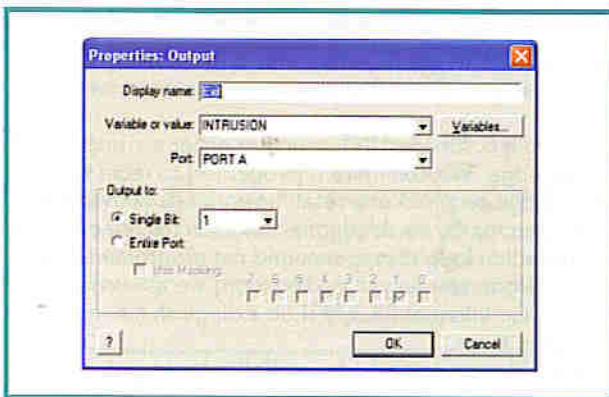 Properties: Output
Display name:
Variable or value: INTRUSION Variables...
Port: PORT A
Output to:
Single Bit: 1
Entire Port
Use Masking
7 6 5 4 3 2 1 0
? OK Cancel